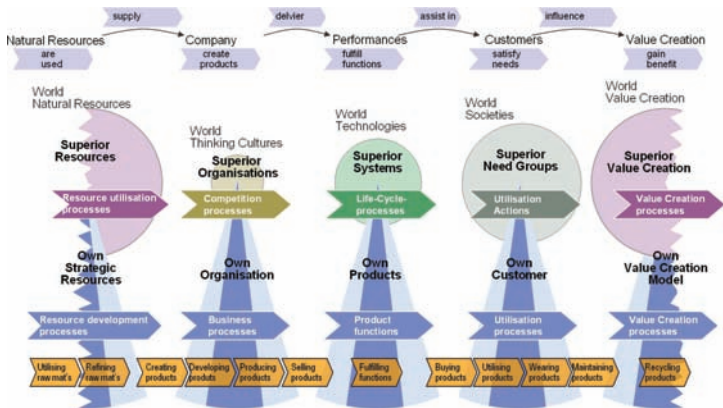 supply
delvier
assist in
influence
Natural Resources
Company
Performances
Customers
Value Creation
are
used
create
products
fulfill
functions
satisfy
needs
gain
benefit
World
Natural Resources
World
Thinking Cultures
World
Technologies
World
Societies
World
Value Creation
Superior
Resources
Superior
Organisations
Superior
Systems
Superior
Need Groups
Superior
Value Creation
Resource utilisation
processes
Competition
processes
Life-Cycle-
processes
Utilisation
Actions
Value Creation
processes
Own
Strategic
Resources
Own
Organisation
Own
Products
Own
Customer
Own
Value Creation
Model
Resource development
processes
Business
processes
Product
functions
Utilisation
processes
Value Creation
processes
Utilising
raw mat's
Refining
raw mat's
Creating
products
Developing
produts
Producing
products
Selling
products
Fulfilling
functions
Buying
products
Utilising
products
Wearing
products
Maintaining
products
Recycling
products